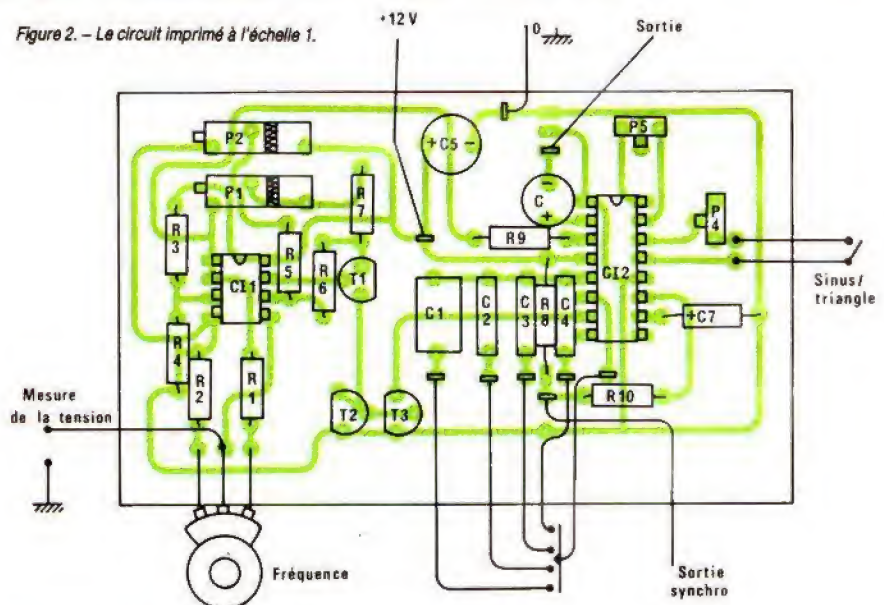 Figure 2. – Le circuit imprimé à l'échelle 1.
+12 V
0
Sortie
P2
+ C5 -
P5
P1
R7
-
C
+
P4
R3
R5
R9
CI1
R6
T1
CI2
Sinus/
triangle
C1
C2
C3
R8
C4
+C7
R4
R2
R1
R10
Mesure
de la tension
T2
T3
Fréquence
Sortie
synchro